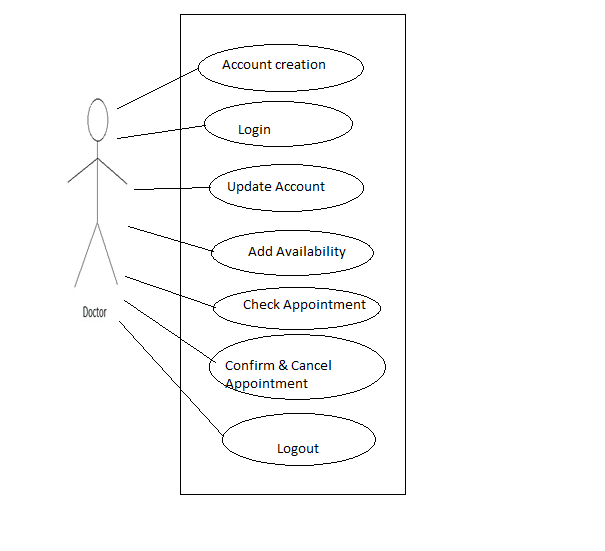 Account creation
Login
Update Account
Add Availability
Check Appointment
Doctor
Confirm & Cancel
Appointment
Logout